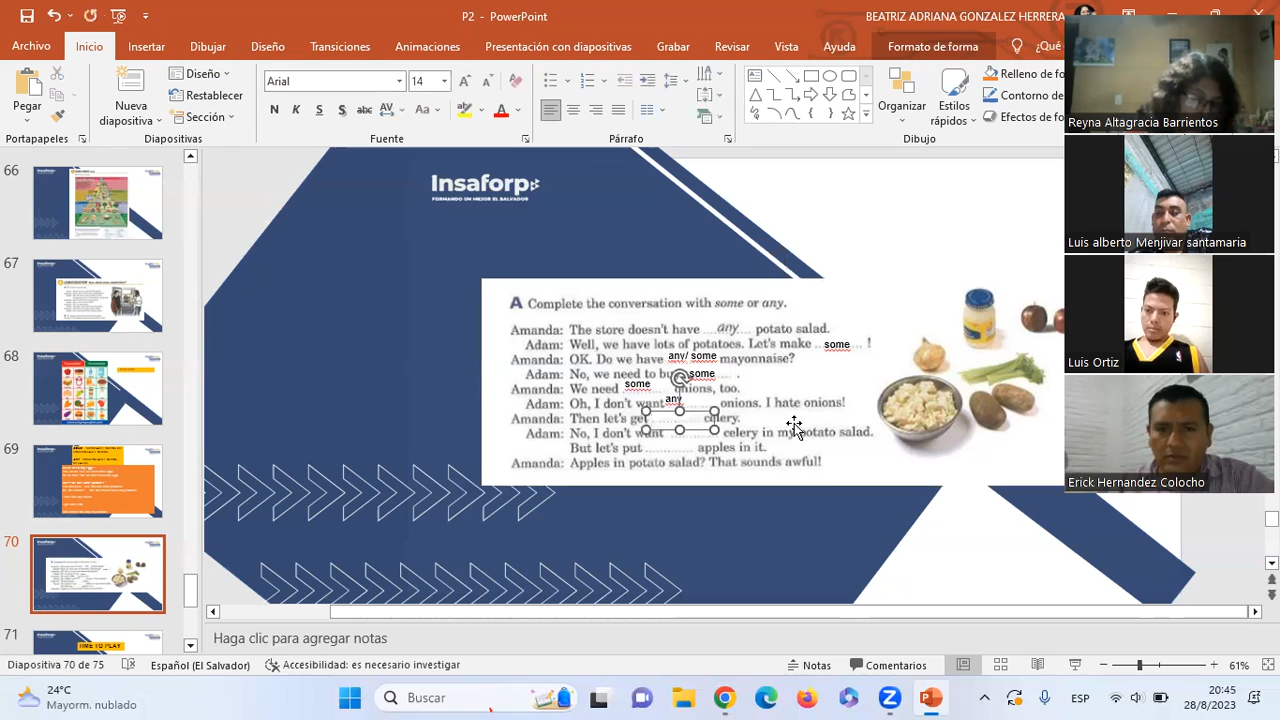 P2 - PowerPoint
BEATRIZ ADRIANA GONZALEZ HERRERA
Archivo
Inicio
Insertar
Dibujar
Diseño
Transiciones
Animaciones
Presentación con diapositivas
Grabar
Revisar
Vista
Ayuda
Formato de forma
¿Qué
Pegar
Nueva diapositiva
Diseño
Restablecer
Sección
Arial
14
N K S S abc AV Aa A
Organizar
Estilos rápidos
Relleno de fo
Contorno de
Efectos de fo
Portapapeles
Diapositivas
Fuente
Párrafo
Dibujo
Reyna Altagracia Barrientos
Luis alberto Menjivar santamaria
Luis Ortiz
Erick Hernandez Colocho
66
67
68
69
70
71
TIME TO PLAY
Insaforp
FORMANDO UN MEJOR EL SALVADOR
A Complete the conversation with some or any.
Amanda: The store doesn't have any potato salad.
Adam: Well, we have lots of potatoes. Let's make some !
Amanda: OK. Do we have any/ some mayonnaise?
Adam: No, we need to buy some .
Amanda: We need some onions, too.
Adam: Oh, I don't want any onions. I hate onions!
Amanda: Then let's get celery.
Adam: No, I don't want celery in my potato salad.
But let's put apples in it.
Amanda: Apples in potato salad? That sounds awful!
Haga clic para agregar notas
Diapositiva 70 de 75
Español (El Salvador)
Accesibilidad: es necesario investigar
Notas
Comentarios
61%
24°C
Mayorm. nublado
Buscar
ESP
20:45
28/8/2023